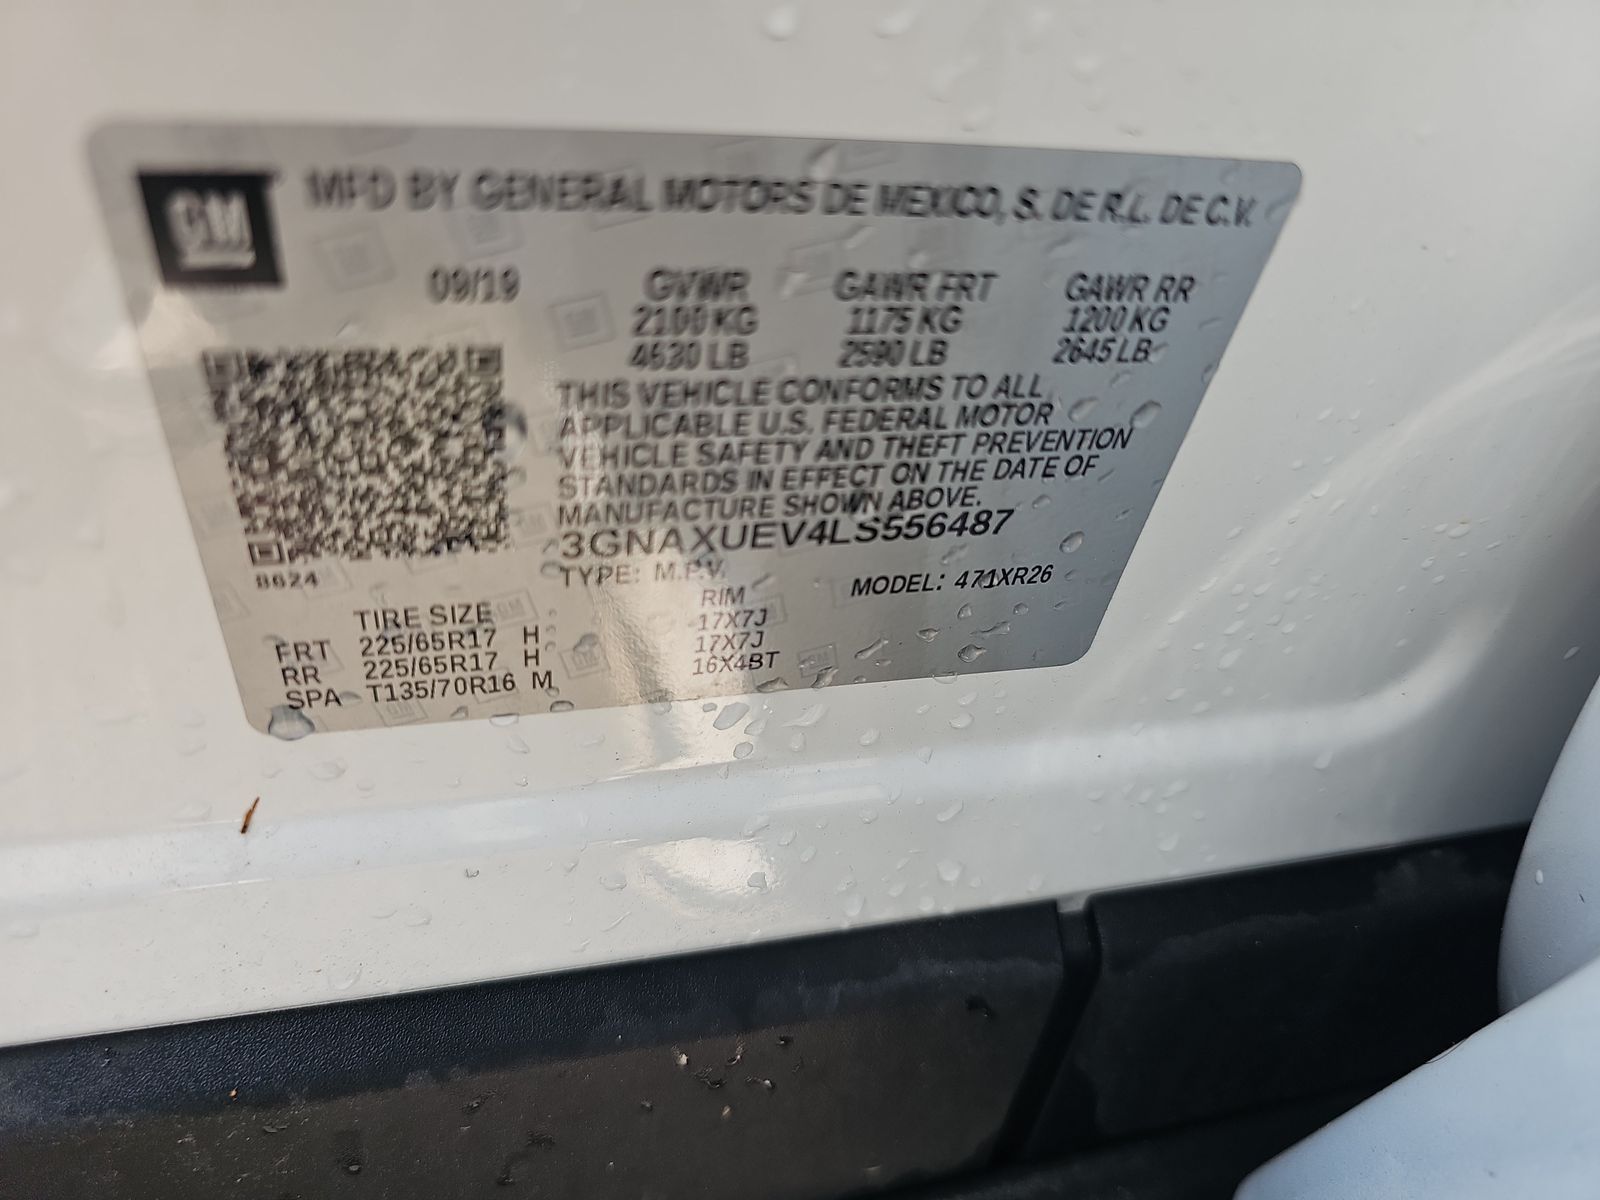 GM MFD BY GENERAL MOTORS DE MEXICO, S. DE R.L. DE C.V.
09/19 GVWR GAWR FRT GAWR RR
2100 KG 1175 KG 1200 KG
4630 LB 2590 LB 2645 LB
THIS VEHICLE CONFORMS TO ALL
APPLICABLE U.S. FEDERAL MOTOR
VEHICLE SAFETY AND THEFT PREVENTION
STANDARDS IN EFFECT ON THE DATE OF
MANUFACTURE SHOWN ABOVE.
3GNAXUEV4LS556487
8624
TYPE: M.P.V. MODEL: 471XR26
TIRE SIZE RIM
FRT 225/65R17 H 17X7J
RR 225/65R17 H 17X7J
SPA T135/70R16 M 16X4BT